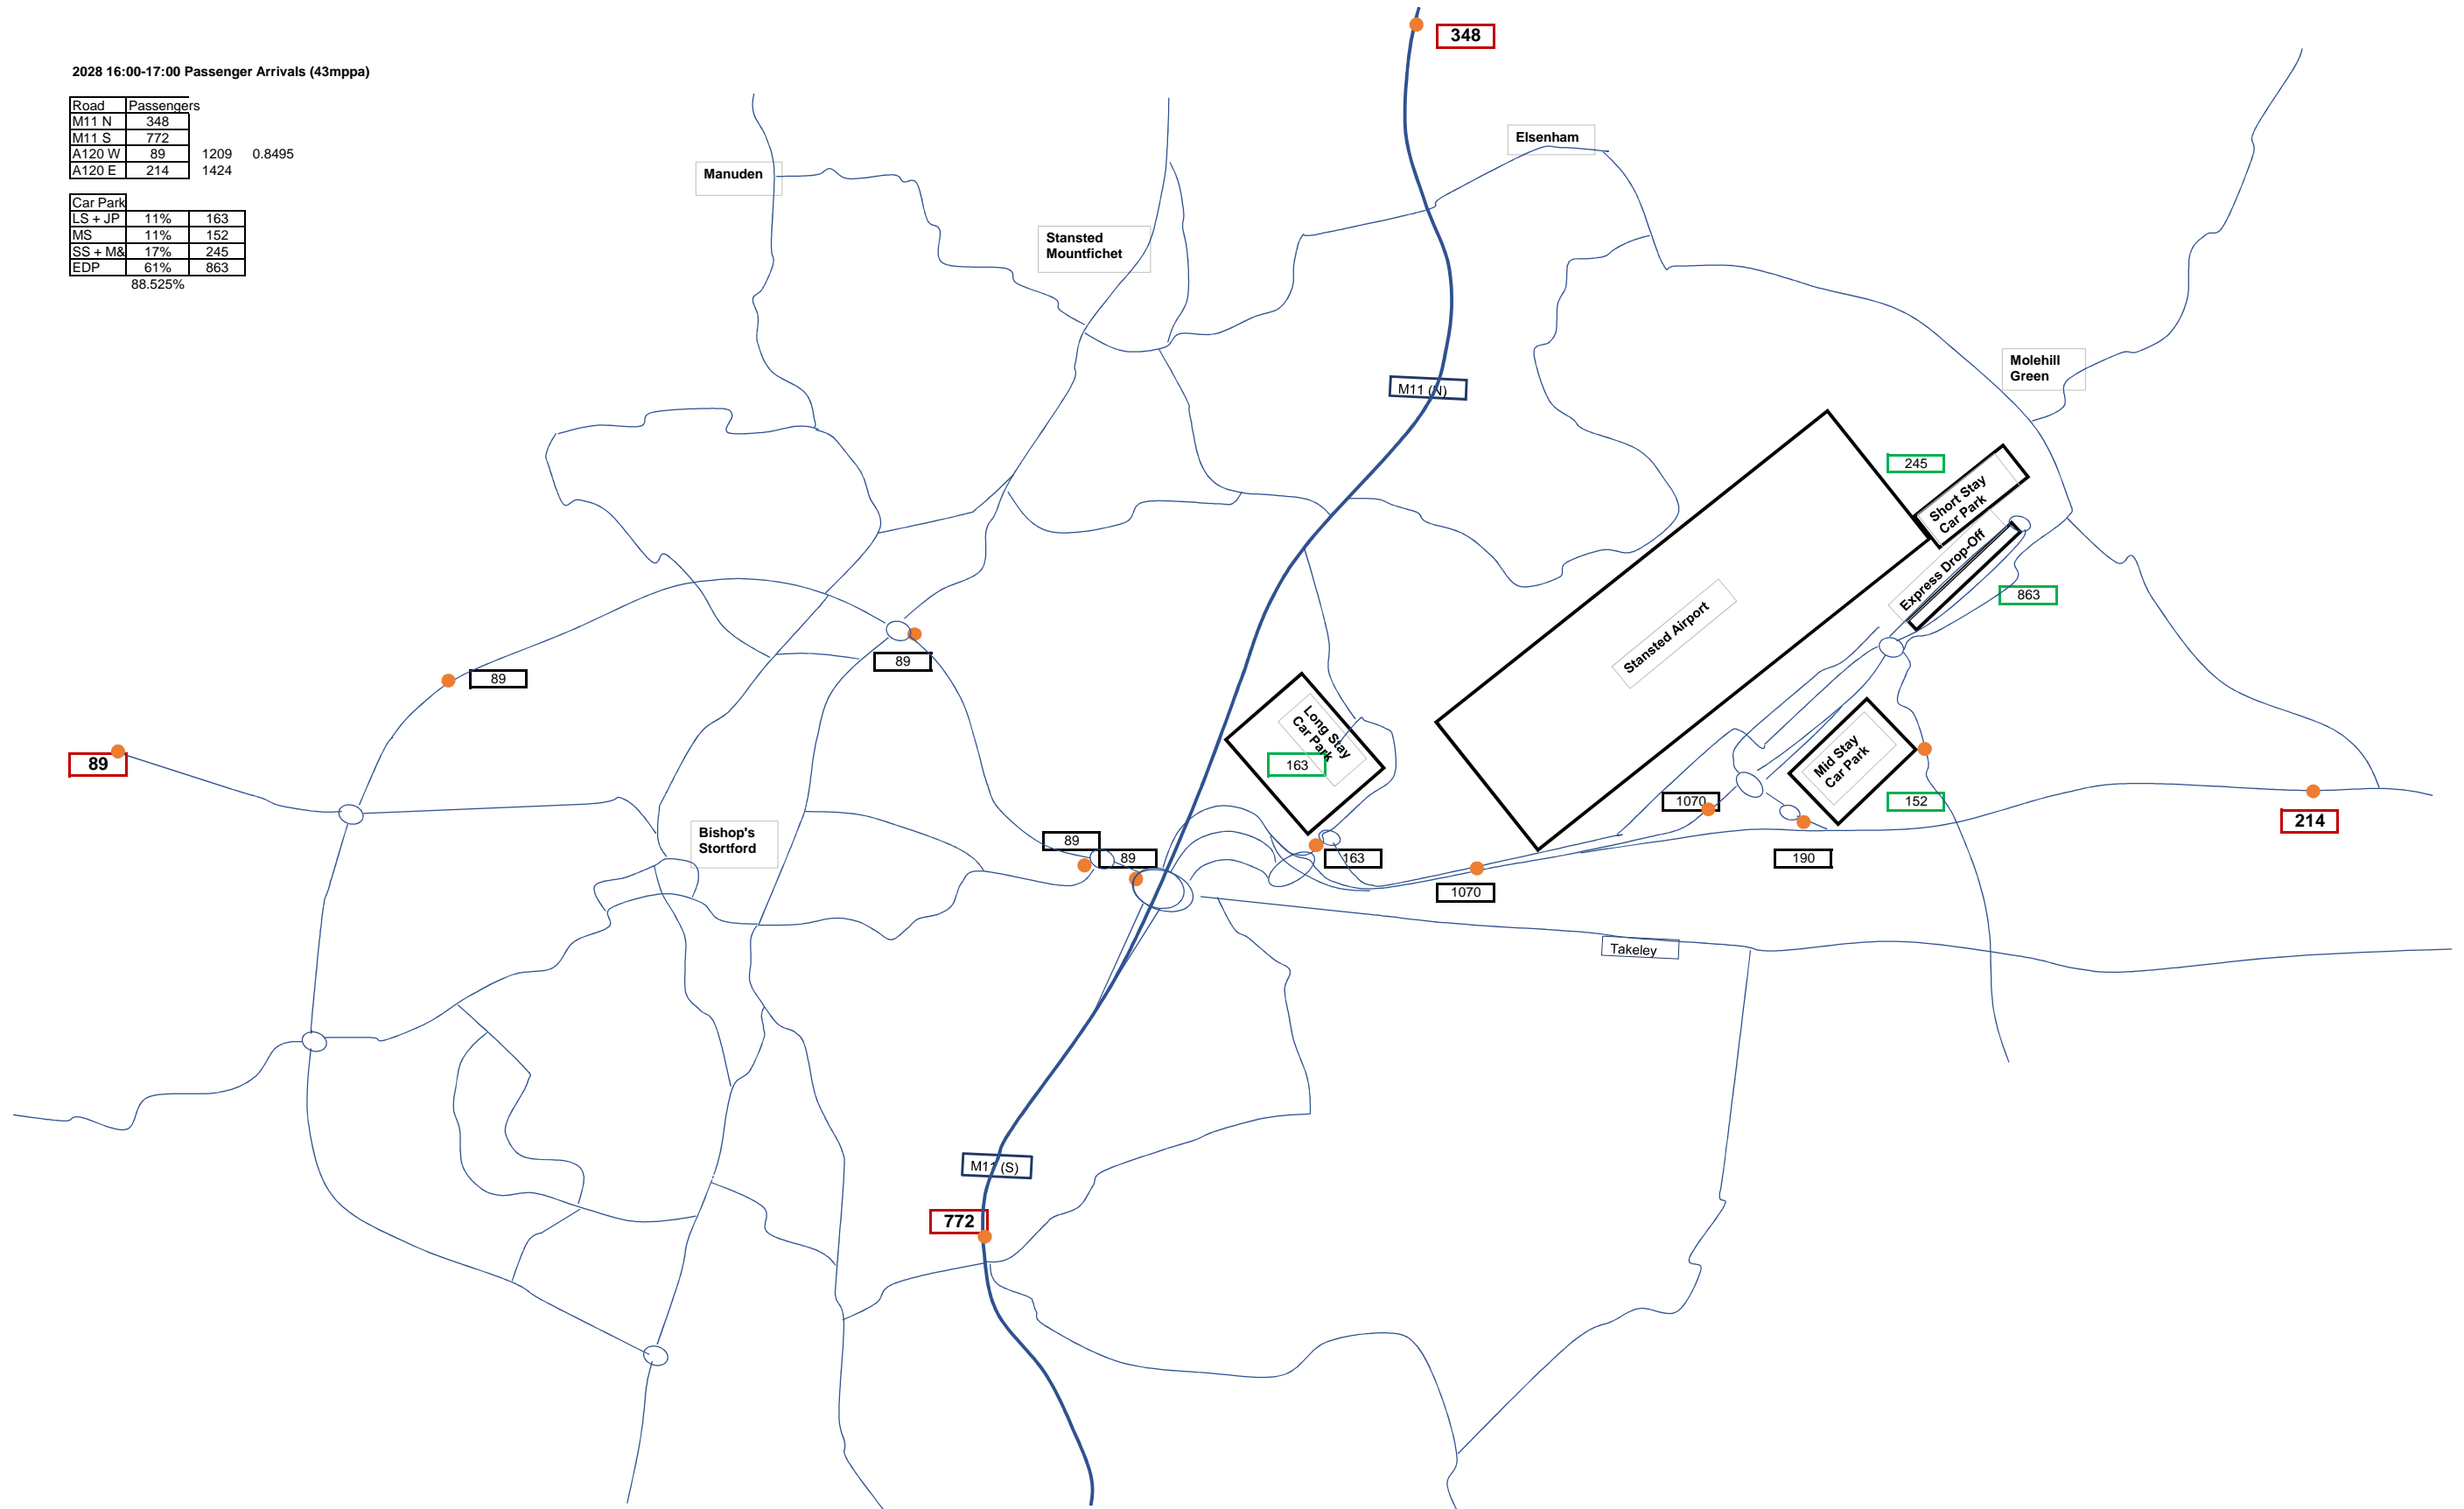 348
2028 16:00-17:00 Passenger Arrivals (43mppa)
Road Passengers
M11 N 348
M11 S 772
A120 W 89 1209 0.8495
A120 E 214 1424
Car Park
LS + JP 11% 163
MS 11% 152
SS + M& 17% 245
EDP 61% 863
88.525%
Elsenham
Manuden
Stansted
Mountfichet
Molehill
Green
M11 (N)
245
Short Stay
Car Park
Express Drop-Off
863
Stansted Airport
89
89
89
Long Stay
Car Park
163
Mid Stay
Car Park
1070
152
214
Bishop's
Stortford
89
89
163
190
1070
Takeley
M11 (S)
772